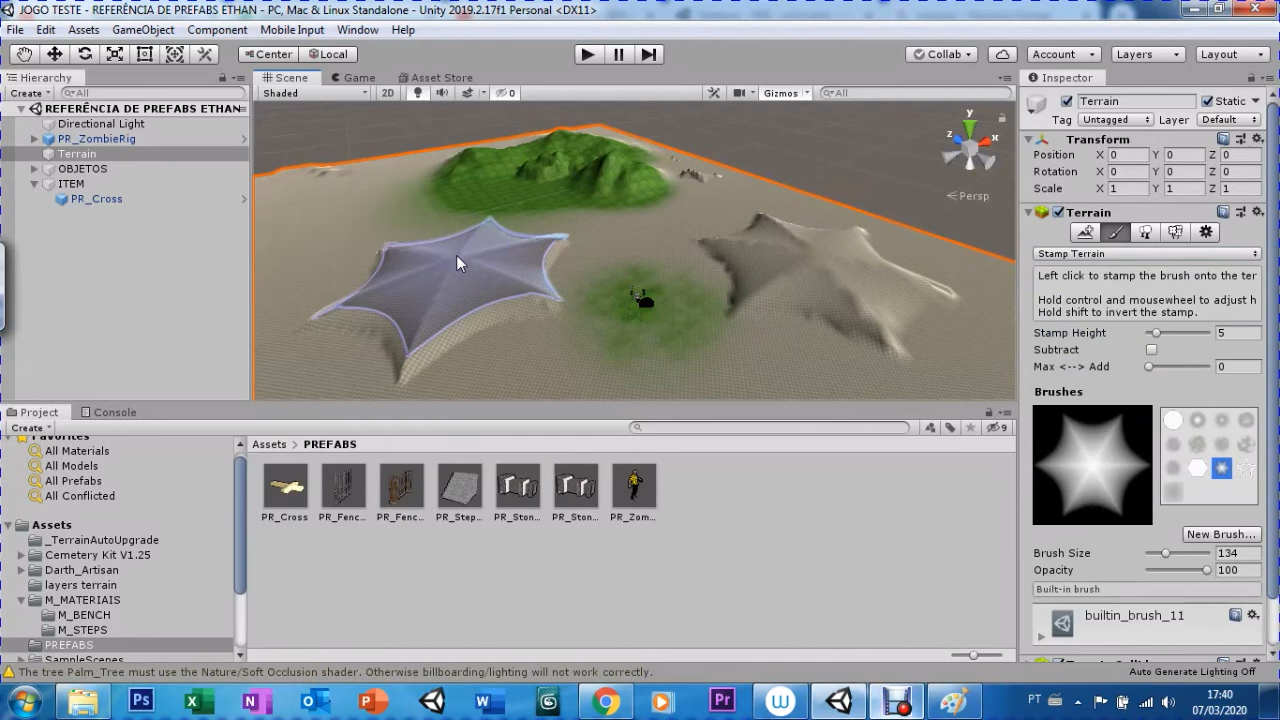 JOGO TESTE - REFERÊNCIA DE PREFABS ETHAN - PC, Mac & Linux Standalone - Unity 2019.2.17f1 Personal <DX11>
File Edit Assets GameObject Component Mobile Input Window Help
Center Local Collab Account Layers Layout
Hierarchy
Create All
REFERÊNCIA DE PREFABS ETHAN
Directional Light
PR_ZombieRig
Terrain
OBJETOS
ITEM
PR_Cross
Scene Game Asset Store
Shaded 2D 0 Gizmos All
y
z x
Persp
Inspector
Terrain Static
Tag Untagged Layer Default
Transform
Position X 0 Y 0 Z 0
Rotation X 0 Y 0 Z 0
Scale X 1 Y 1 Z 1
Terrain
Stamp Terrain
Left click to stamp the brush onto the ter
Hold control and mousewheel to adjust h
Hold shift to invert the stamp.
Stamp Height 5
Subtract
Max <--> Add 0
Brushes
New Brush...
Brush Size 134
Opacity 100
Built-in brush
builtin_brush_11
Project Console
Create 9
Favorites
All Materials
All Models
All Prefabs
All Conflicted
Assets
_TerrainAutoUpgrade
Cemetery Kit V1.25
Darth_Artisan
layers terrain
M_MATERIAIS
M_BENCH
M_STEPS
PREFABS
SampleScenes
Assets PREFABS
PR_Cross PR_Fenc... PR_Fenc... PR_Step... PR_Ston... PR_Ston... PR_Zom...
The tree Palm_Tree must use the Nature/Soft Occlusion shader. Otherwise billboarding/lighting will not work correctly.
Auto Generate Lighting Off
PT
17:40
07/03/2020